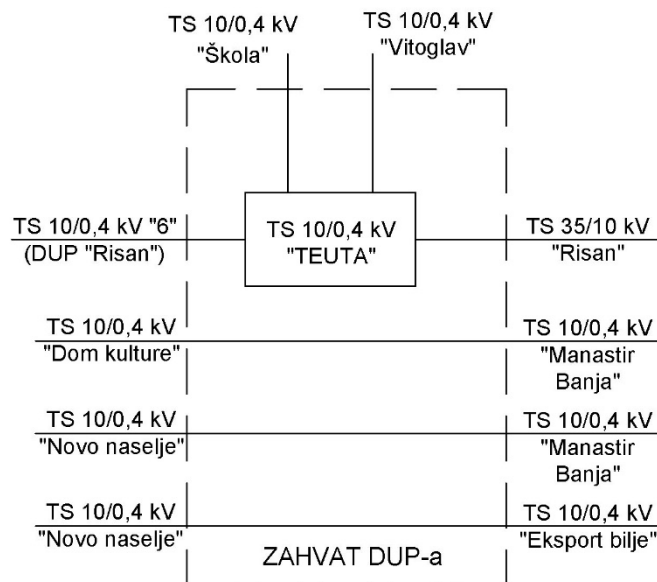 TS 10/0,4 kV
"Škola"
TS 10/0,4 kV
"Vitoglav"
TS 10/0,4 kV "6"
(DUP "Risan")
TS 10/0,4 kV
"TEUTA"
TS 35/10 kV
"Risan"
TS 10/0,4 kV
"Dom kulture"
TS 10/0,4 kV
"Manastir
Banja"
TS 10/0,4 kV
"Novo naselje"
TS 10/0,4 kV
"Manastir
Banja"
TS 10/0,4 kV
"Novo naselje"
TS 10/0,4 kV
"Eksport bilje"
ZAHVAT DUP-a